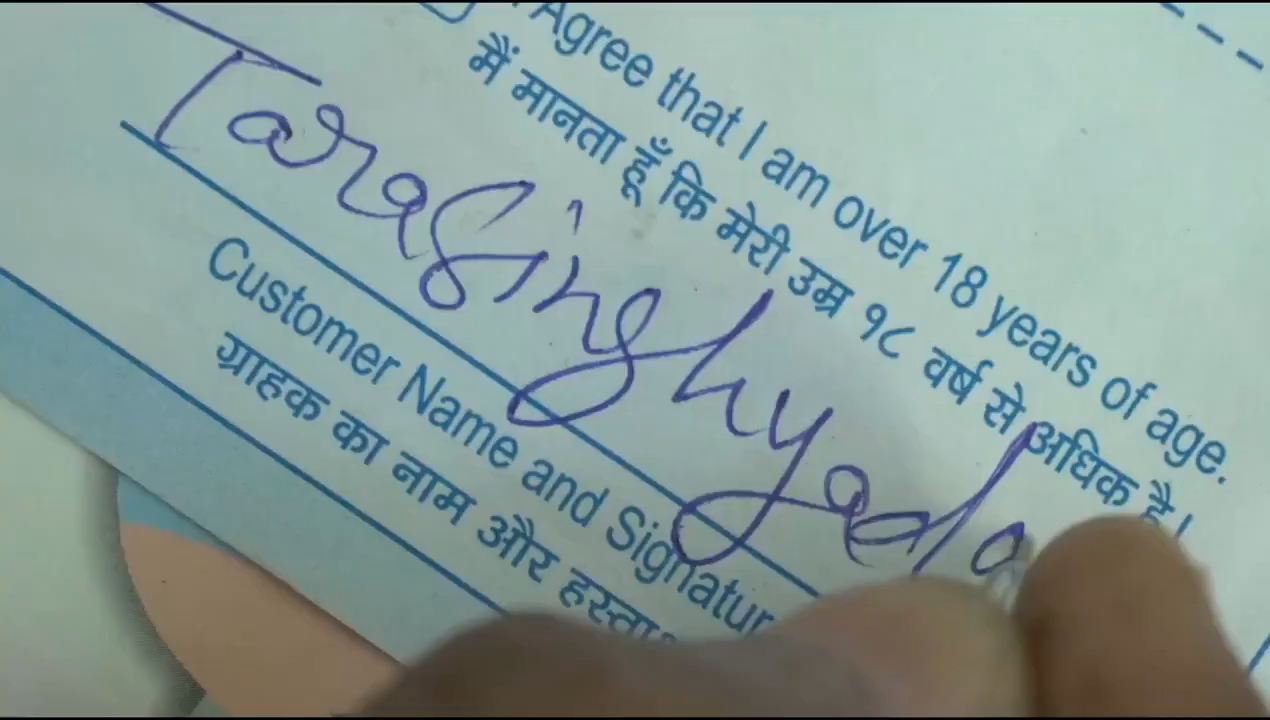 Agree that I am over 18 years of age.
मैं मानता हूँ कि मेरी उम्र १८ वर्ष से अधिक है।
Tarasinghyada
Customer Name and Signatur
ग्राहक का नाम और हस्ता